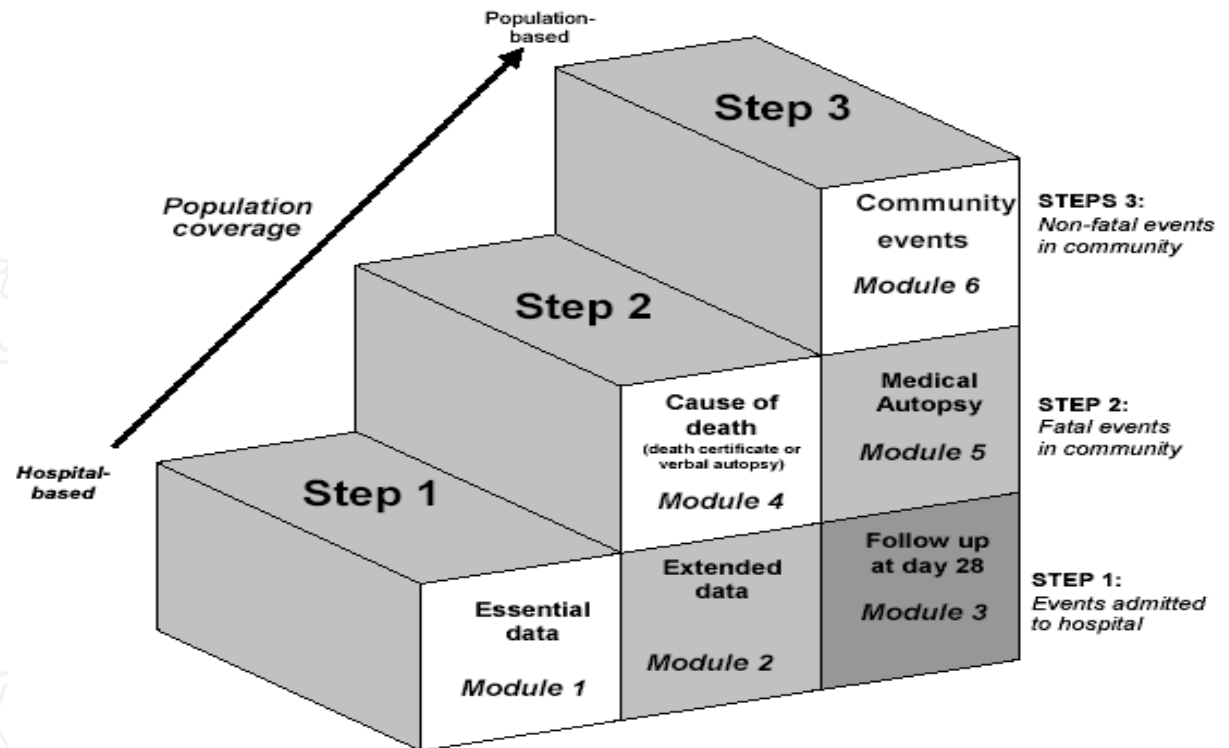 Population-
based
Step 3
Population
coverage
Community
events
Module 6
STEPS 3:
Non-fatal events
in community
Step 2
Cause of
death
(death certificate or
verbal autopsy)
Module 4
Medical
Autopsy
Module 5
STEP 2:
Fatal events
in community
Hospital-
based
Step 1
Essential
data
Module 1
Extended
data
Module 2
Follow up
at day 28
Module 3
STEP 1:
Events admitted
to hospital